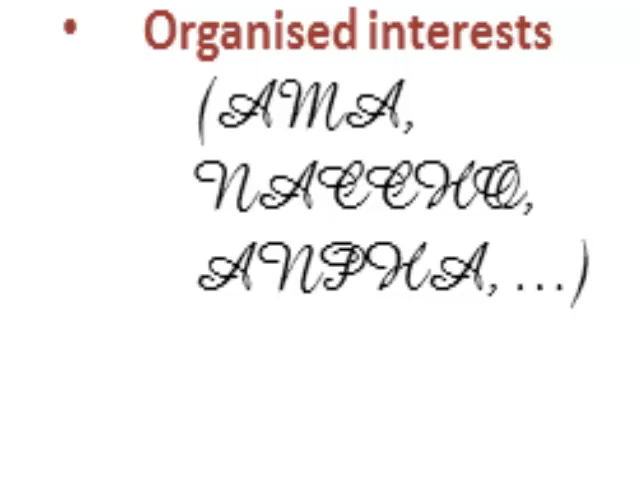 • Organised interests
(AMA,
NACCHO,
ANPHA, ...)